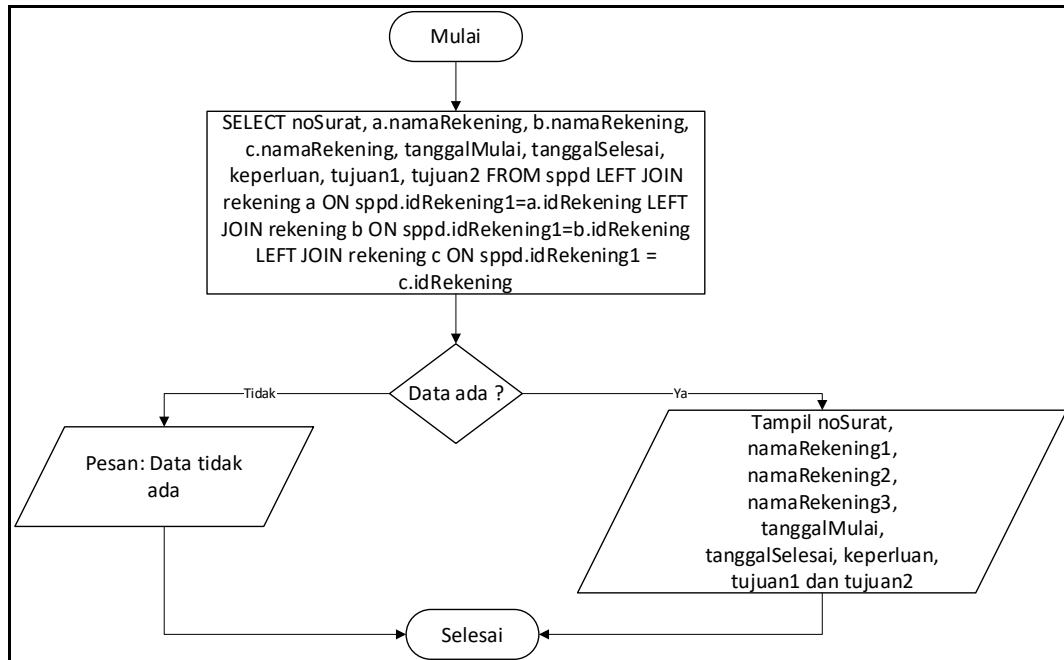 Mulai
SELECT noSurat, a.namaRekening, b.namaRekening,
c.namaRekening, tanggalMulai, tanggalSelesai,
keperluan, tujuan1, tujuan2 FROM sppd LEFT JOIN
rekening a ON sppd.idRekening1=a.idRekening LEFT
JOIN rekening b ON sppd.idRekening1=b.idRekening
LEFT JOIN rekening c ON sppd.idRekening1 =
c.idRekening
Data ada ?
Tidak
Ya
Pesan: Data tidak
ada
Tampil noSurat,
namaRekening1,
namaRekening2,
namaRekening3,
tanggalMulai,
tanggalSelesai, keperluan,
tujuan1 dan tujuan2
Selesai